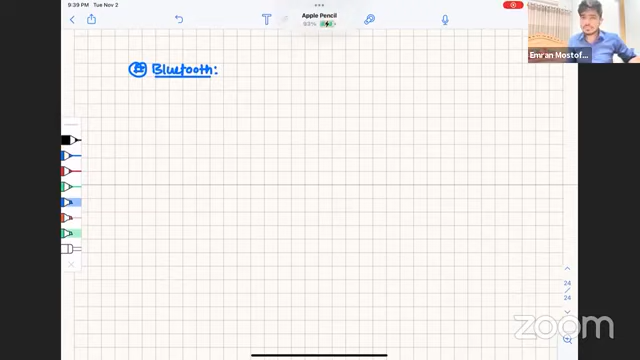 9:39 PM Tue Nov 2
Apple Pencil
93%
T
# Bluetooth:
Emran Mostof...
24
24
zoom